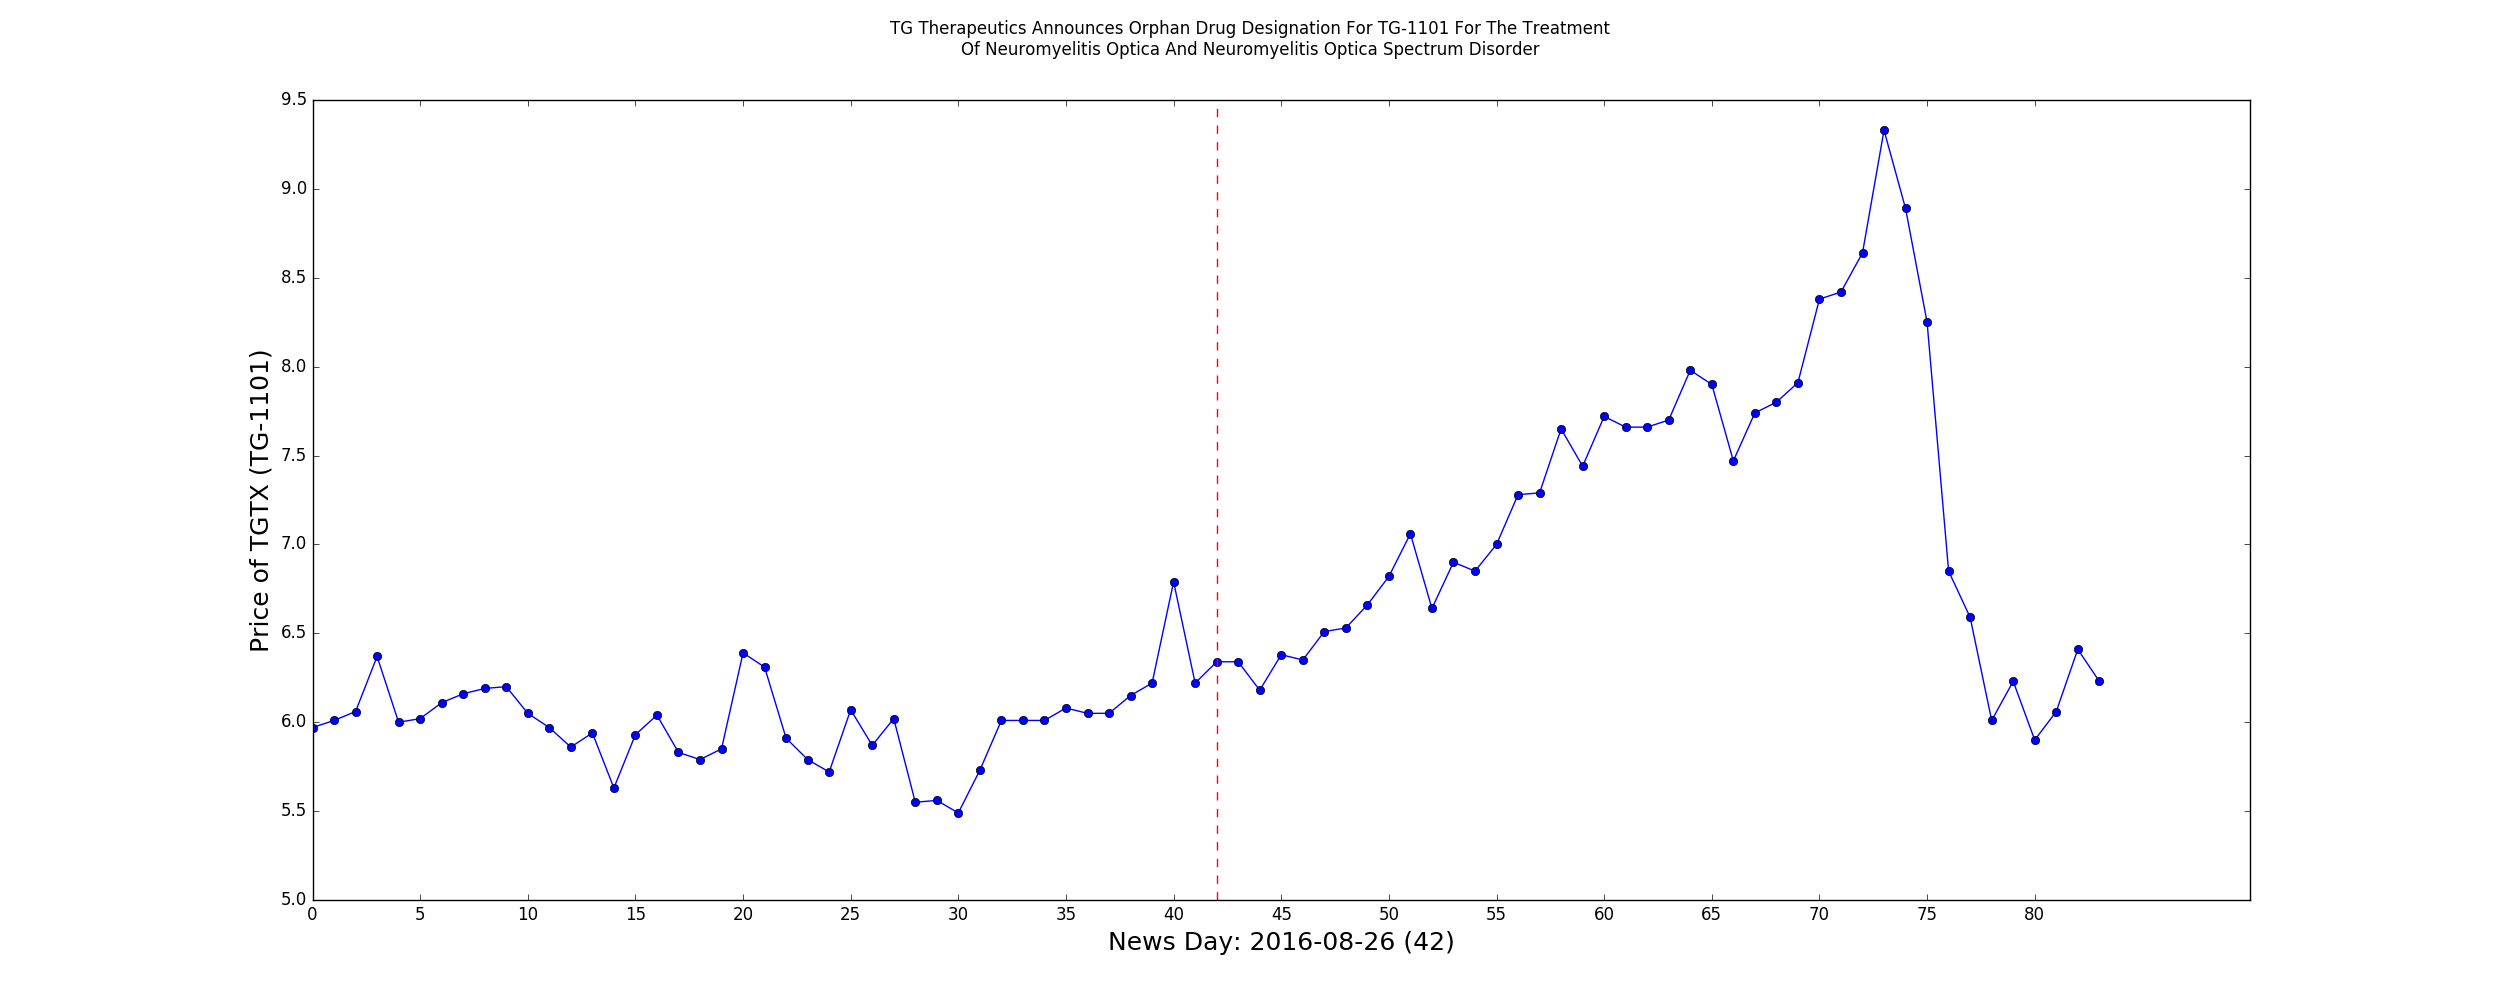 TG Therapeutics Announces Orphan Drug Designation For TG-1101 For The Treatment
Of Neuromyelitis Optica And Neuromyelitis Optica Spectrum Disorder
9.5
9.0
8.5
8.0
7.5
7.0
6.5
6.0
5.5
5.0
Price of TGTX (TG-1101)
0 5 10 15 20 25 30 35 40 45 50 55 60 65 70 75 80
News Day: 2016-08-26 (42)